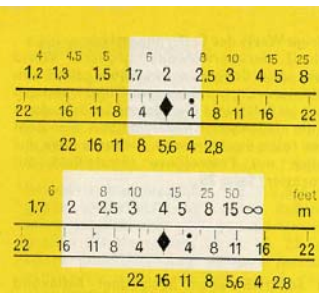 4 4.5 5 6 8 10 15 25
1,2 1,3 1,5 1,7 2 2,5 3 4 5 8
22 16 11 8 4 4 8 11 16 22
22 16 11 8 5,6 4 2,8
6 8 10 15 25 50 feet
1,7 2 2,5 3 4 5 8 15 ∞ m
22 16 11 8 4 4 8 11 16 22
22 16 11 8 5,6 4 2,8